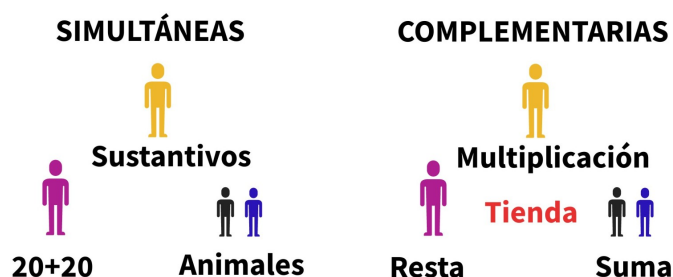 SIMULTÁNEAS
Sustantivos
20+20
Animales
COMPLEMENTARIAS
Multiplicación
Tienda
Resta
Suma